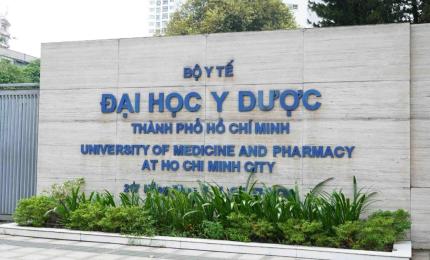 BỘ Y TẾ
ĐẠI HỌC Y DƯỢC
THÀNH PHỐ HỒ CHÍ MINH
UNIVERSITY OF MEDICINE AND PHARMACY
AT HO CHI MINH CITY